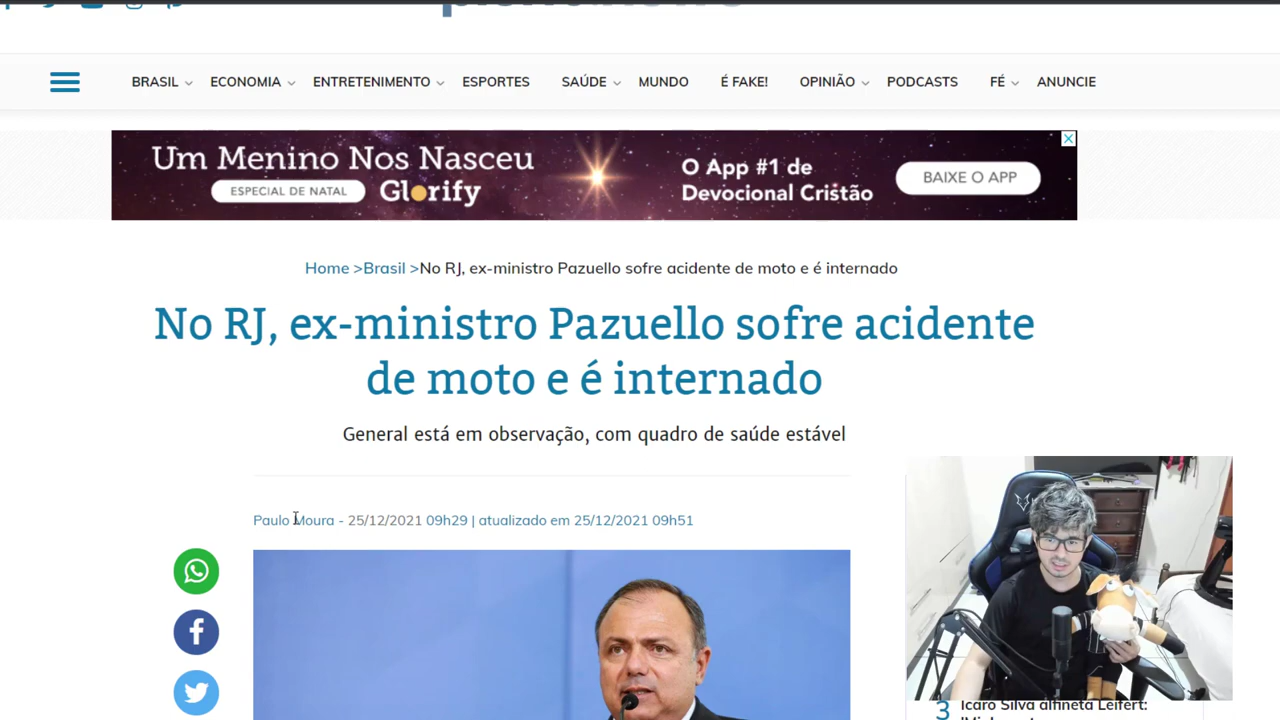 BRASIL ECONOMIA ENTRETENIMENTO ESPORTES SAÚDE MUNDO É FAKE! OPINIÃO PODCASTS FÉ ANUNCIE
Um Menino Nos Nasceu
ESPECIAL DE NATAL Glorify
O App #1 de
Devocional Cristão
BAIXE O APP
Home >Brasil >No RJ, ex-ministro Pazuello sofre acidente de moto e é internado
No RJ, ex-ministro Pazuello sofre acidente
de moto e é internado
General está em observação, com quadro de saúde estável
Paulo Moura - 25/12/2021 09h29 | atualizado em 25/12/2021 09h51
3 Ícaro Silva alfineta Leifert: